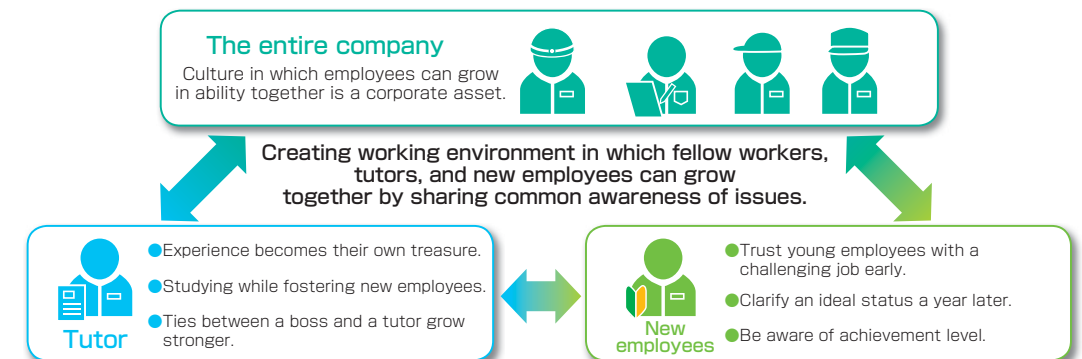 The entire company
Culture in which employees can grow
in ability together is a corporate asset.
Creating working environment in which fellow workers,
tutors, and new employees can grow
together by sharing common awareness of issues.
Tutor
●Experience becomes their own treasure.
●Studying while fostering new employees.
●Ties between a boss and a tutor grow
stronger.
New
employees
●Trust young employees with a
challenging job early.
●Clarify an ideal status a year later.
●Be aware of achievement level.